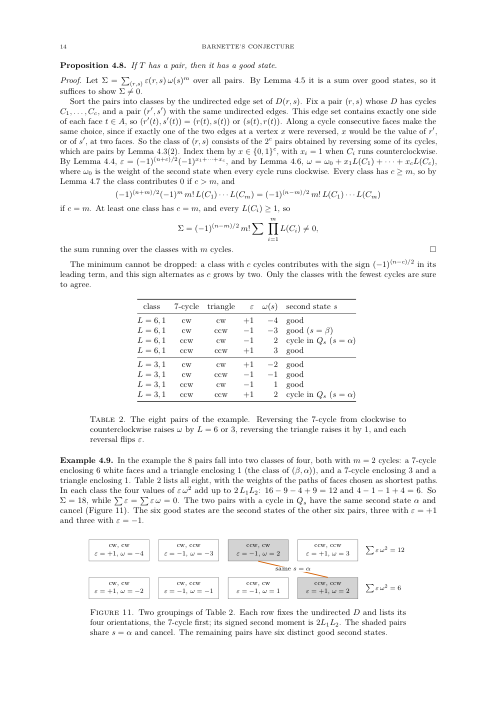 14 BARNETTE'S CONJECTURE
Proposition 4.8. If T has a pair, then it has a good state.
Proof. Let Σ = ∑(r,s) ε(r, s) ω(s)^m over all pairs. By Lemma 4.5 it is a sum over good states, so it
suffices to show Σ ≠ 0.
Sort the pairs into classes by the undirected edge set of D(r, s). Fix a pair (r, s) whose D has cycles
C₁, . . . , C_c, and a pair (r′, s′) with the same undirected edges. This edge set contains exactly one side
of each facet t ∈ A, so (r′(t), s′(t)) = (r(t), s(t)) or (s(t), r(t)). Along a cycle consecutive faces make the
same choice, since if exactly one of the two edges at a vertex x were reversed, x would be the value of r′,
or of s′, at two faces. So the class of (r, s) consists of the 2^c pairs obtained by reversing some of its cycles,
which are pairs by Lemma 4.3(2). Index them by x ∈ {0, 1}^c, with x_i = 1 when C_i runs counterclockwise.
By Lemma 4.4, ε = (−1)^{(n+c)/2}(−1)^{x₁+···+x_c}, and by Lemma 4.6, ω = ω₀ + x₁L(C₁) + · · · + x_cL(C_c),
where ω₀ is the weight of the second state when every cycle runs clockwise. Every class has c ≥ m, so by
Lemma 4.7 the class contributes 0 if c > m, and
(−1)^{(n+m)/2}(−1)^m m! L(C₁) · · · L(C_m) = (−1)^{(n−m)/2} m! L(C₁) · · · L(C_m)
if c = m. At least one class has c = m, and every L(C_i) ≥ 1, so
Σ = (−1)^{(n−m)/2} m! ∑ ∏_{i=1}^{m} L(C_i) ≠ 0,
the sum running over the classes with m cycles. □
The minimum cannot be dropped: a class with c cycles contributes with the sign (−1)^{(n−c)/2} in its
leading term, and this sign alternates as c grows by two. Only the classes with the fewest cycles are sure
to agree.
class 7-cycle triangle ε ω(s) second state s
L = 6, 1 cw cw +1 −4 good
L = 6, 1 cw ccw −1 −3 good (s = β)
L = 6, 1 ccw cw −1 2 cycle in Q_s (s = α)
L = 6, 1 ccw ccw +1 3 good
L = 3, 1 cw cw +1 −2 good
L = 3, 1 cw ccw −1 −1 good
L = 3, 1 ccw cw −1 1 good
L = 3, 1 ccw ccw +1 2 cycle in Q_s (s = α)
TABLE 2. The eight pairs of the example. Reversing the 7-cycle from clockwise to
counterclockwise raises ω by L = 6 or 3, reversing the triangle raises it by 1, and each
reversal flips ε.
Example 4.9. In the example the 8 pairs fall into two classes of four, both with m = 2 cycles: a 7-cycle
enclosing 6 white faces and a triangle enclosing 1 (the class of (β, α)), and a 7-cycle enclosing 3 and a
triangle enclosing 1. Table 2 lists all eight, with the weights of the paths of faces chosen as shortest paths.
In each class the four values of ε ω² add up to 2 L₁L₂: 16 − 9 − 4 + 9 = 12 and 4 − 1 − 1 + 4 = 6. So
Σ = 18, while ∑ ε = ∑ ε ω = 0. The two pairs with a cycle in Q_s have the same second state α and
cancel (Figure 11). The six good states are the second states of the other six pairs, three with ε = +1
and three with ε = −1.
cw, cw cw, ccw ccw, cw ccw, ccw
ε = +1, ω = −4 ε = −1, ω = −3 ε = −1, ω = 2 ε = +1, ω = 3 ∑ ε ω² = 12
same s = α
cw, cw cw, ccw ccw, cw ccw, ccw
ε = +1, ω = −2 ε = −1, ω = −1 ε = −1, ω = 1 ε = +1, ω = 2 ∑ ε ω² = 6
FIGURE 11. Two groupings of Table 2. Each row fixes the undirected D and lists its
four orientations, the 7-cycle first; its signed second moment is 2L₁L₂. The shaded pairs
share s = α and cancel. The remaining pairs have six distinct good second states.